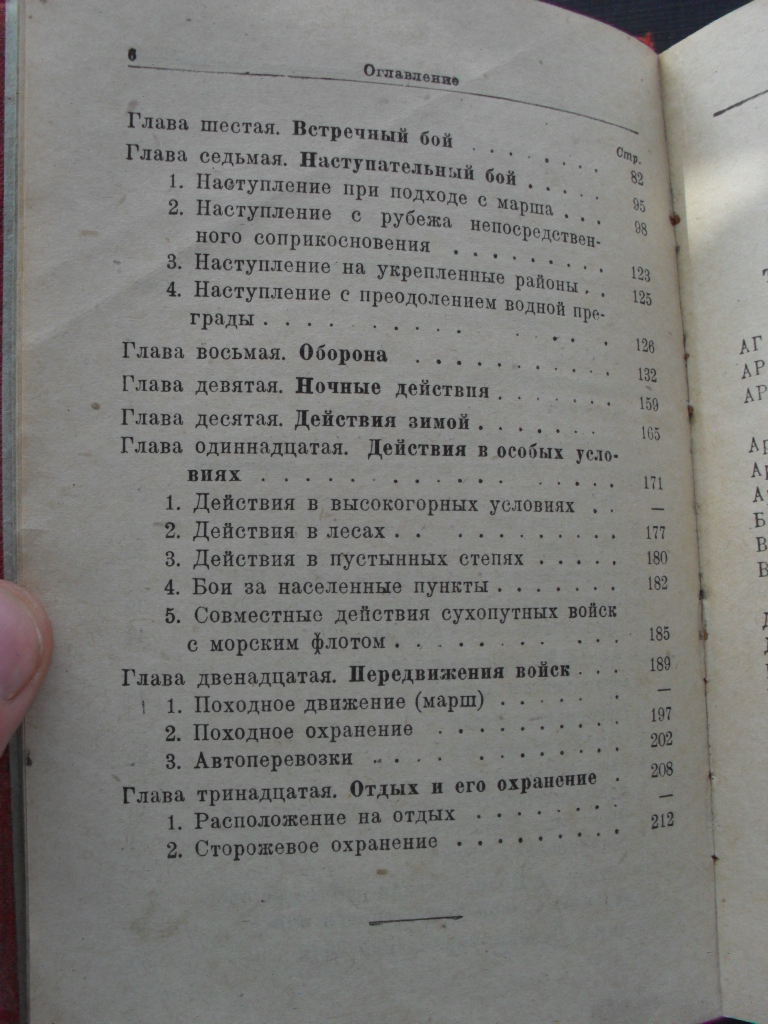 6
Оглавление
Стр.
Глава шестая. Встречный бой . . . . . . . 82
Глава седьмая. Наступательный бой . . . . . 95
1. Наступление при подходе с марша . . . 98
2. Наступление с рубежа непосредствен-
ного соприкосновения . . . . . . . . 123
3. Наступление на укрепленные районы . . 125
4. Наступление с преодолением водной пре-
грады . . . . . . . . . . . 126
Глава восьмая. Оборона . . . . . . . . . 132
Глава девятая. Ночные действия . . . . . . 159
Глава десятая. Действия зимой . . . . . . 165
Глава одиннадцатая. Действия в особых усло-
виях . . . . . . . . . . . . . 171
1. Действия в высокогорных условиях . . —
2. Действия в лесах . . . . . . . . . 177
3. Действия в пустынных степях . . . . . 180
4. Бои за населенные пункты . . . . . . . 182
5. Совместные действия сухопутных войск
с морским флотом . . . . . . . . . 185
Глава двенадцатая. Передвижения войск . . . 189
1. Походное движение (марш) . . . . . . —
2. Походное охранение . . . . . . . . 197
3. Автоперевозки . . . . . . . . . . 202
Глава тринадцатая. Отдых и его охранение . 208
1. Расположение на отдых . . . . . . . —
2. Сторожевое охранение . . . . . . . . 212
АГ
АР
АР